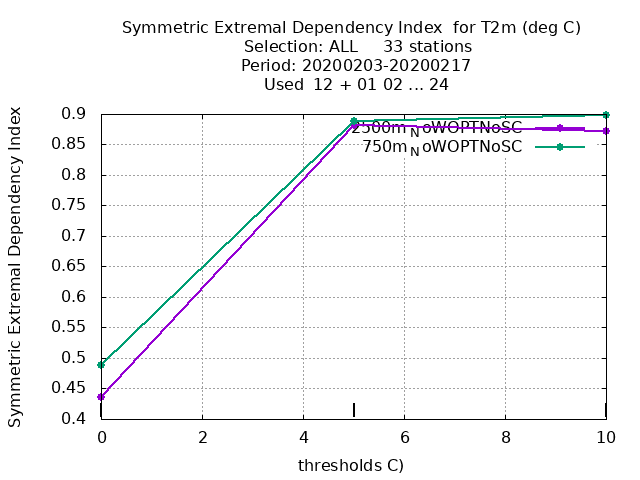 Symmetric Extremal Dependency Index  for T2m (deg C)
Selection: ALL     33 stations
Period: 20200203-20200217
Used  12 + 01 02 ... 24
Symmetric Extremal Dependency Index
0.9
0.85
0.8
0.75
0.7
0.65
0.6
0.55
0.5
0.45
0.4
2500mNoWOPTNoSC
750mNoWOPTNoSC
0 2 4 6 8 10
thresholds C)